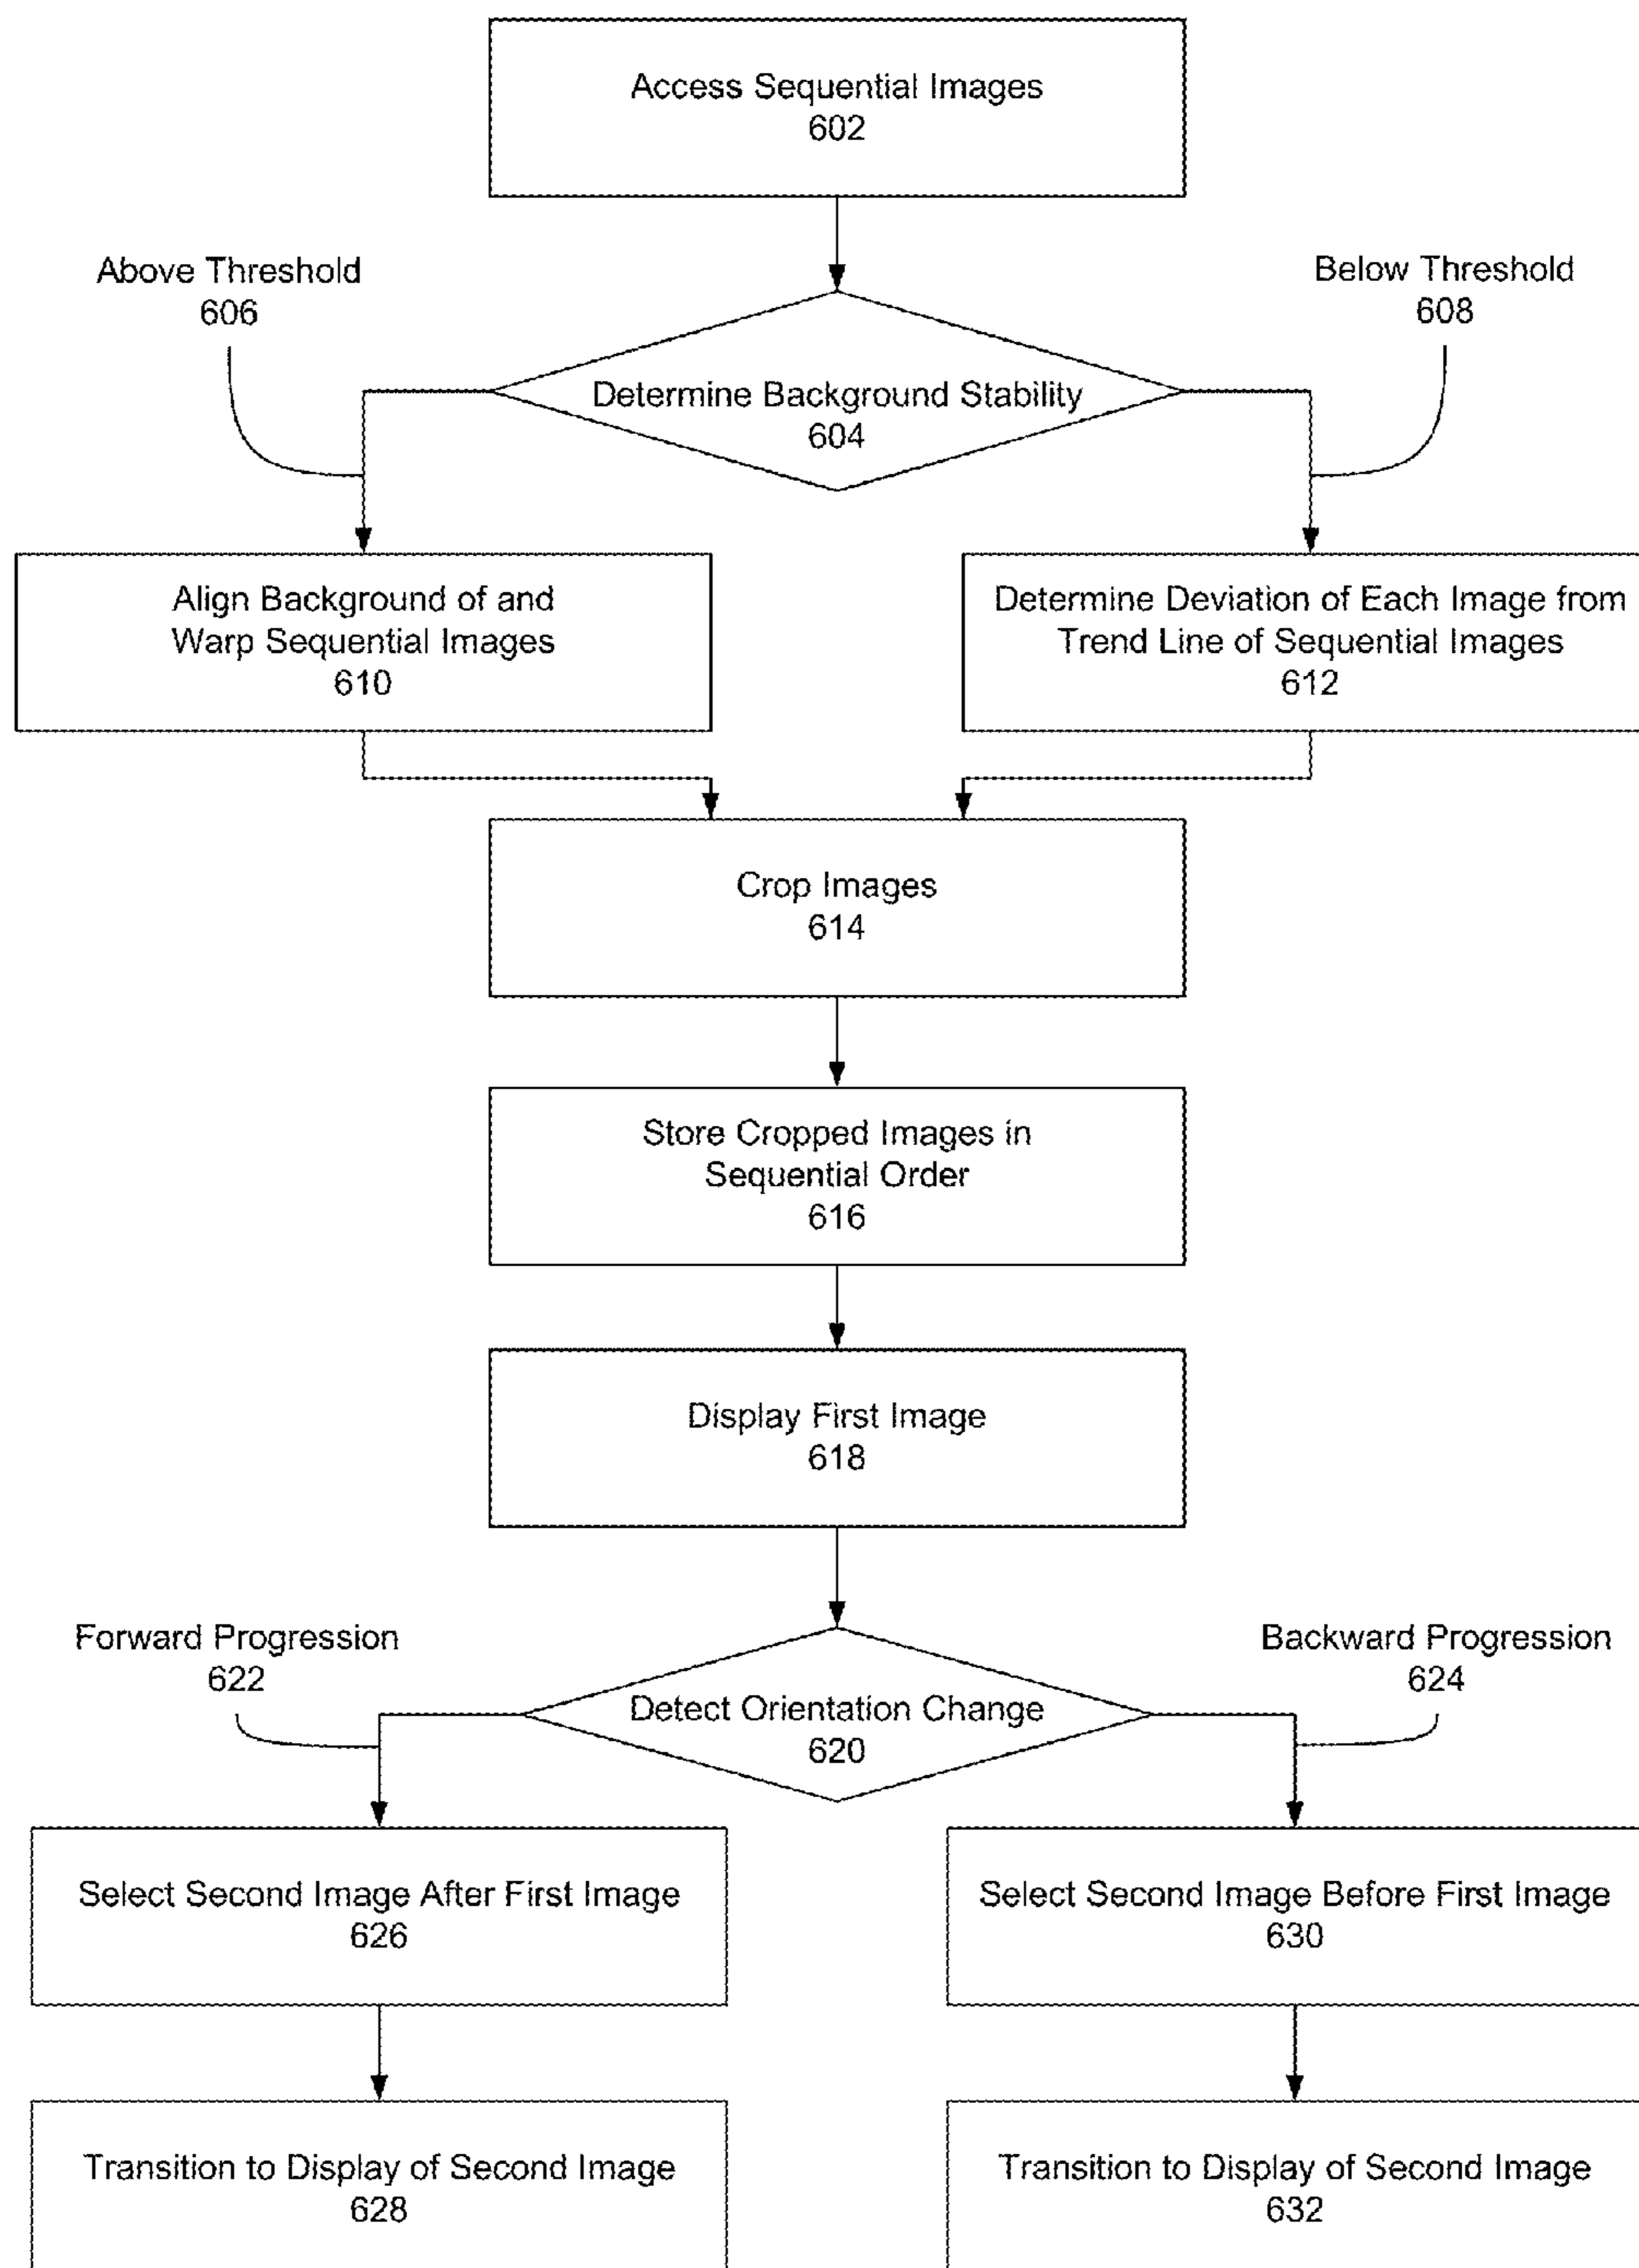 Access Sequential Images
602
Above Threshold
606
Below Threshold
608
Determine Background Stability
604
Align Background of and
Warp Sequential Images
610
Determine Deviation of Each Image from
Trend Line of Sequential Images
612
Crop Images
614
Store Cropped Images in
Sequential Order
616
Display First Image
618
Forward Progression
622
Backward Progression
624
Detect Orientation Change
620
Select Second Image After First Image
626
Select Second Image Before First Image
630
Transition to Display of Second Image
628
Transition to Display of Second Image
632